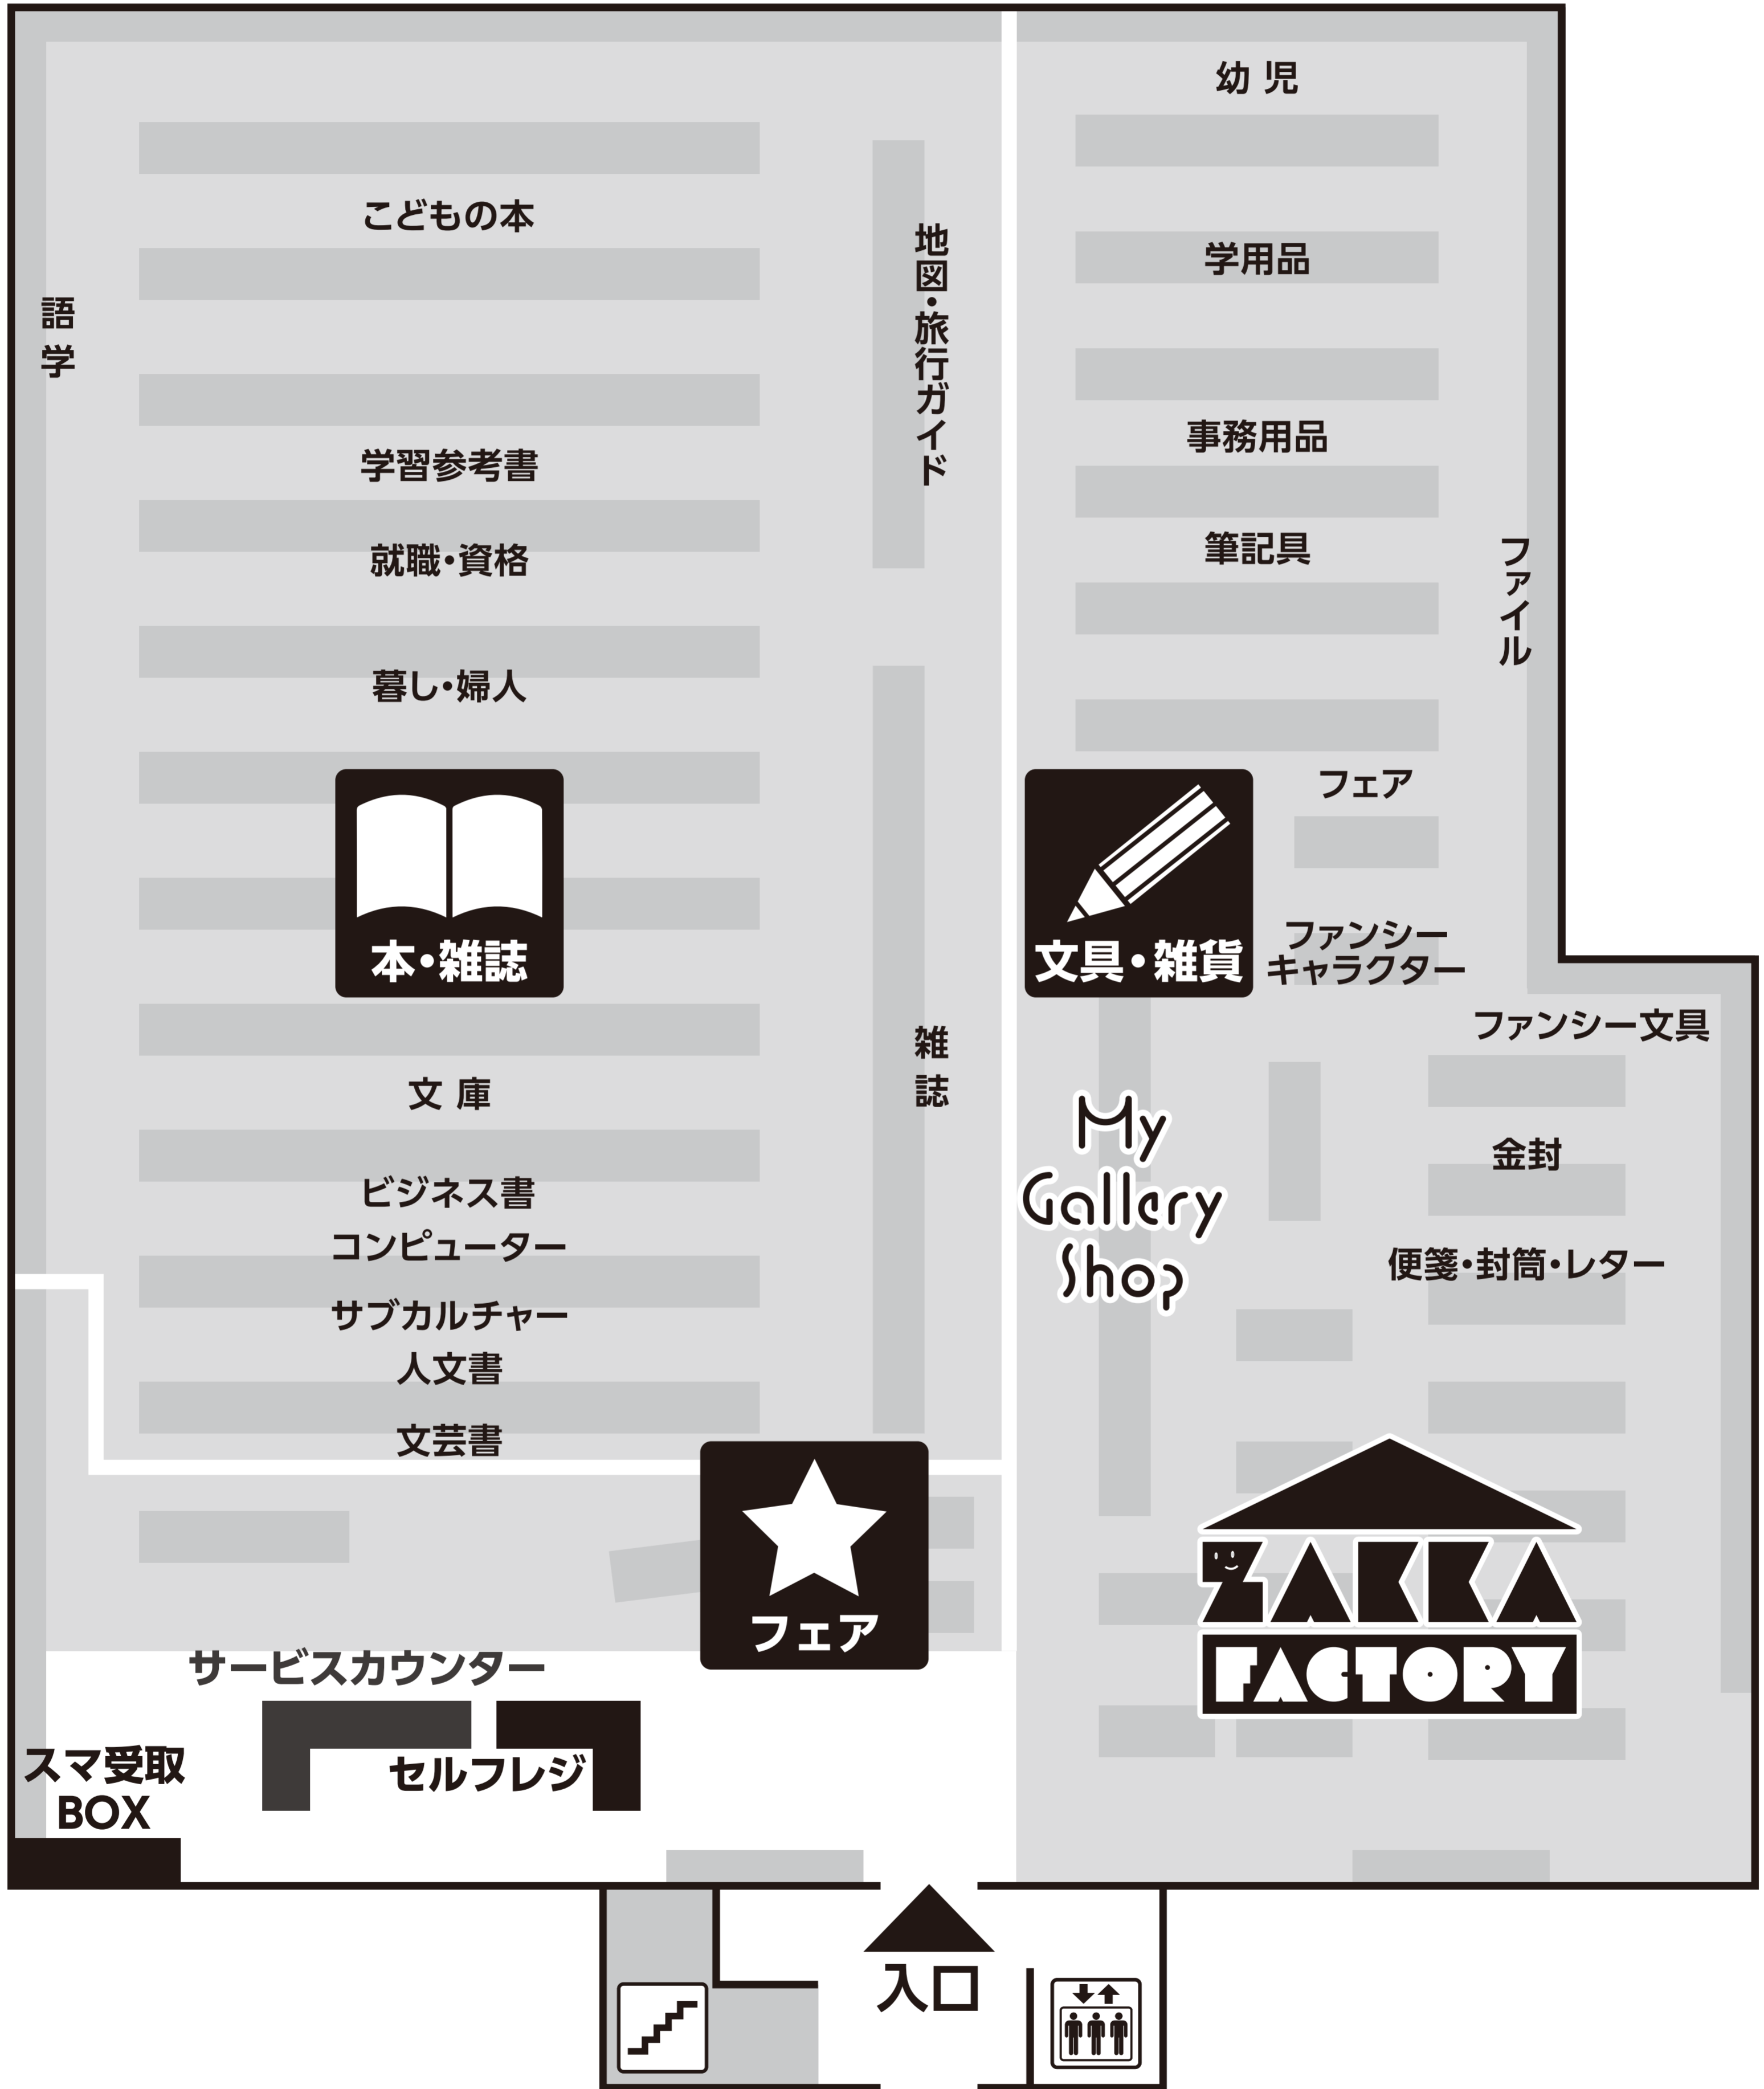 幼 児
こどもの本
学用品
地図・旅行ガイド
語学
学習参考書
事務用品
就職・資格
筆記具
ファイル
暮し・婦人
フェア
本・雑誌
文具・雑貨
ファンシー
キャラクター
ファンシー文具
雑誌
文 庫
My
Gallery
Shop
金封
ビジネス書
コンピューター
便箋・封筒・レター
サブカルチャー
人文書
文芸書
フェア
ZAKKA
FACTORY
サービスカウンター
セルフレジ
スマ受取
BOX
入口